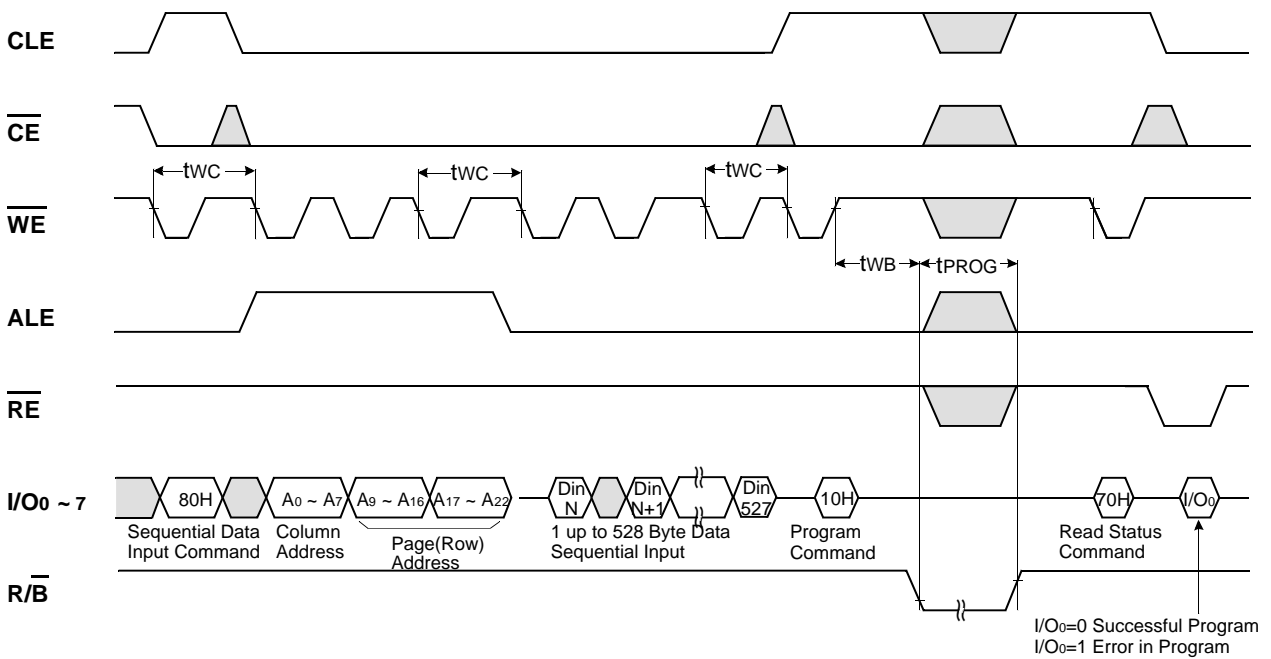 CLE
CE
tWC tWC tWC
WE
tWB tPROG
ALE
RE
I/O0 ~ 7
80H A0 ~ A7 A9 ~ A16 A17 ~ A22 Din N Din N+1 Din 527 10H 70H I/O0
Sequential Data Input Command
Column Address
Page(Row) Address
1 up to 528 Byte Data Sequential Input
Program Command
Read Status Command
R/B
I/O0=0 Successful Program
I/O0=1 Error in Program